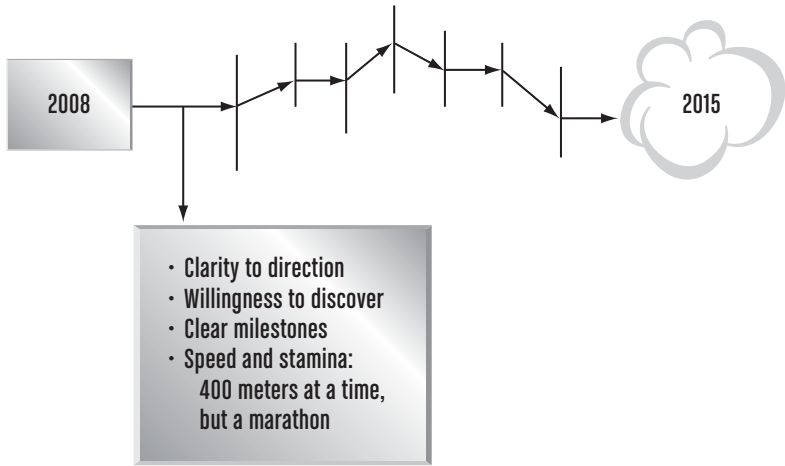 2008
2015
· Clarity to direction
· Willingness to discover
· Clear milestones
· Speed and stamina:
400 meters at a time,
but a marathon